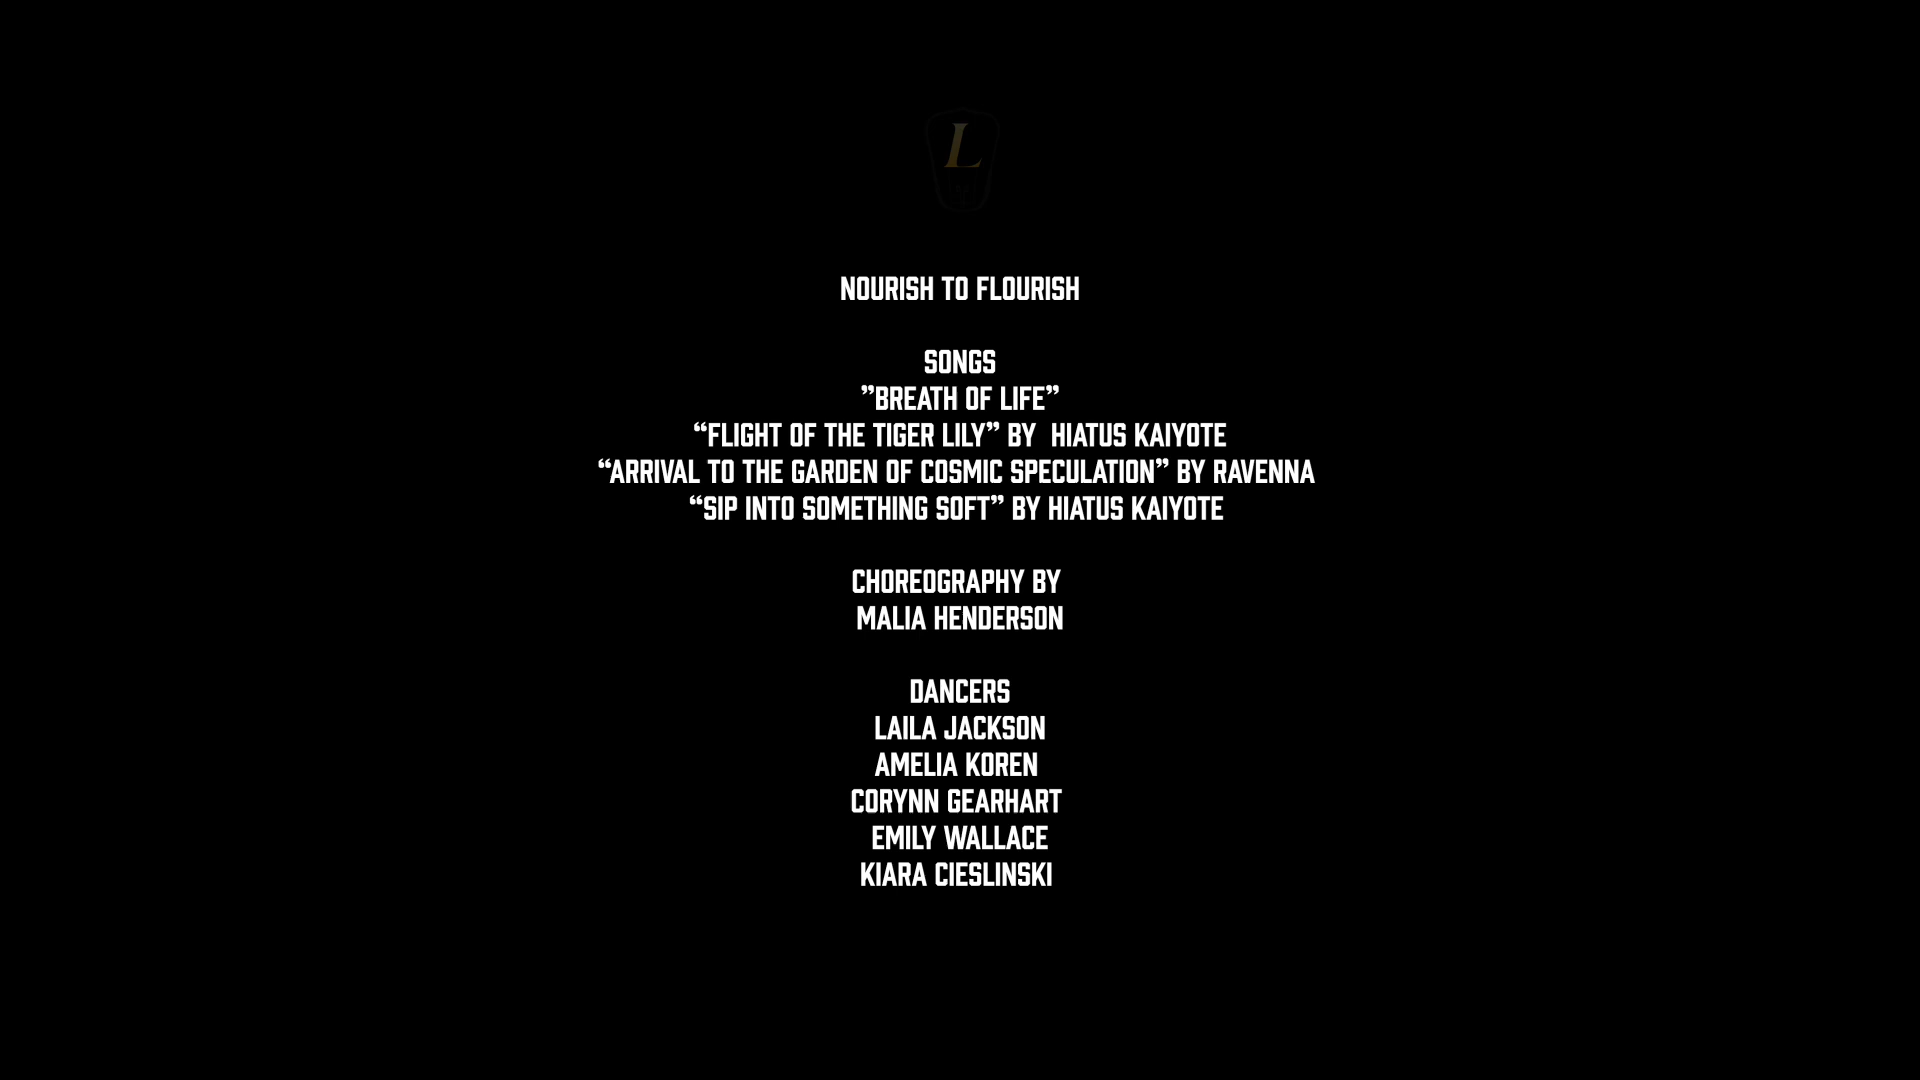 L
NOURISH TO FLOURISH
SONGS
”BREATH OF LIFE”
“FLIGHT OF THE TIGER LILY” BY  HIATUS KAIYOTE
“ARRIVAL TO THE GARDEN OF COSMIC SPECULATION” BY RAVENNA
“SIP INTO SOMETHING SOFT” BY HIATUS KAIYOTE
CHOREOGRAPHY BY
MALIA HENDERSON
DANCERS
LAILA JACKSON
AMELIA KOREN
CORYNN GEARHART
EMILY WALLACE
KIARA CIESLINSKI